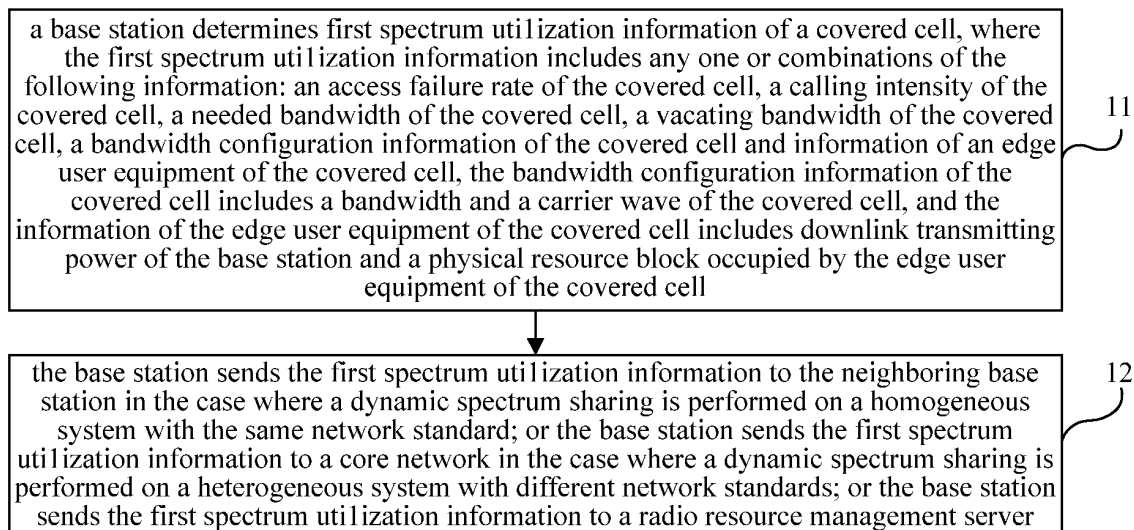 a base station determines first spectrum utilization information of a covered cell, where
the first spectrum utilization information includes any one or combinations of the
following information: an access failure rate of the covered cell, a calling intensity of the
covered cell, a needed bandwidth of the covered cell, a vacating bandwidth of the covered
cell, a bandwidth configuration information of the covered cell and information of an edge
user equipment of the covered cell, the bandwidth configuration information of the
covered cell includes a bandwidth and a carrier wave of the covered cell, and the
information of the edge user equipment of the covered cell includes downlink transmitting
power of the base station and a physical resource block occupied by the edge user
equipment of the covered cell
11
the base station sends the first spectrum utilization information to the neighboring base
station in the case where a dynamic spectrum sharing is performed on a homogeneous
system with the same network standard; or the base station sends the first spectrum
utilization information to a core network in the case where a dynamic spectrum sharing is
performed on a heterogeneous system with different network standards; or the base station
sends the first spectrum utilization information to a radio resource management server
12